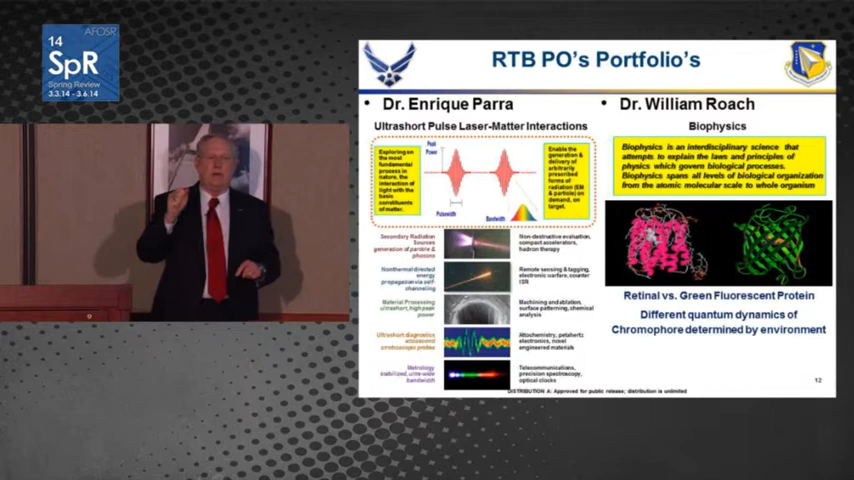 AFOSR
14
SpR
Spring Review
3.3.14 - 3.6.14
RTB PO's Portfolio's
• Dr. Enrique Parra
Ultrashort Pulse Laser-Matter Interactions
Exploring on
the most
fundamental
process in
nature, the
interaction of
light with the
basic
constituents
of matter.
Peak
Power
Pulsewidth
Bandwidth
Enable the
generation &
delivery of
arbitrarily
prescribed
forms of
radiation (EM
& particle) on
demand, on
target.
Secondary Radiation
Sources
generation of particle &
photons
Non-destructive evaluation,
compact accelerators,
hadron therapy
Nonthermal directed
energy
propagation via self-
channeling
Remote sensing & tagging,
electronic warfare, counter
ISR
Material Processing
ultrashort, high peak
power
Machining and ablation,
surface patterning, chemical
analysis
Ultrashort diagnostics
attosecond
stroboscopic probes
Attochemistry, petahertz
electronics, novel
engineered materials
Metrology
stabilized, ultra-wide
bandwidth
Telecommunications,
precision spectroscopy,
optical clocks
• Dr. William Roach
Biophysics
Biophysics is an interdisciplinary science that
attempts to explain the laws and principles of
physics which govern biological processes.
Biophysics spans all levels of biological organization
from the atomic molecular scale to whole organism
Retinal vs. Green Fluorescent Protein
Different quantum dynamics of
Chromophore determined by environment
12
DISTRIBUTION A: Approved for public release; distribution is unlimited